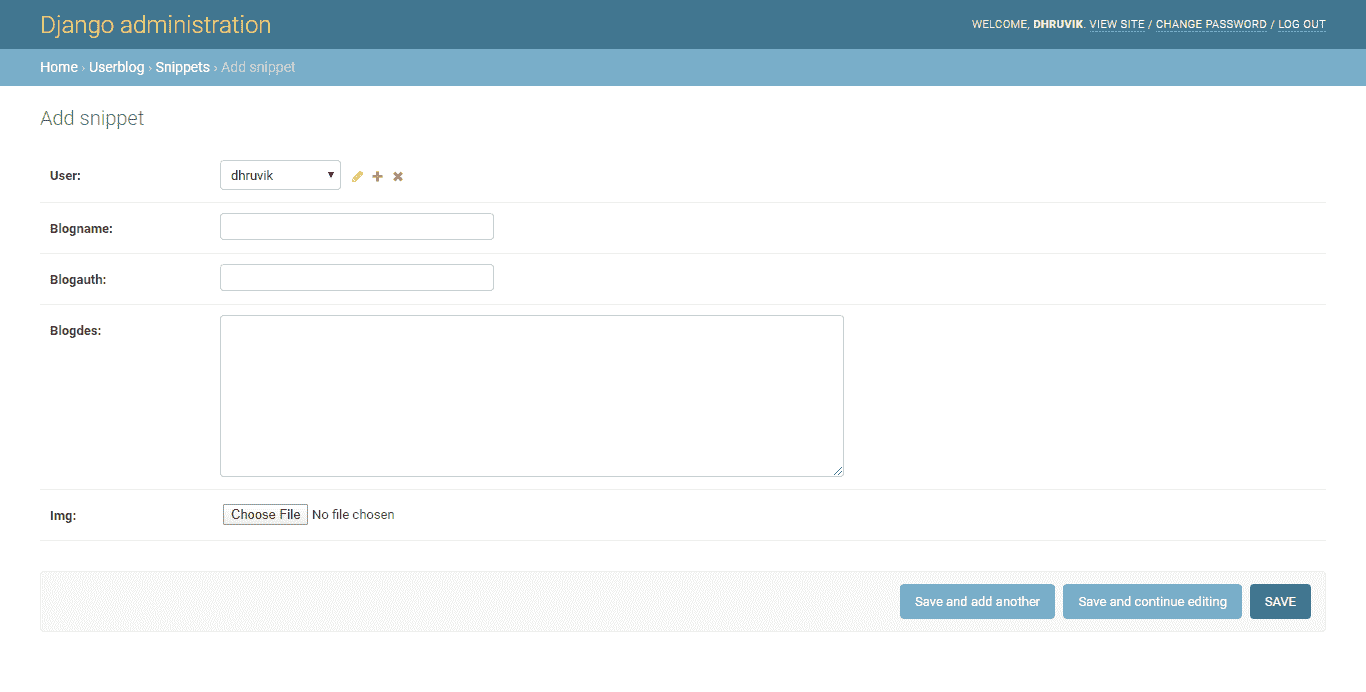 Django administration
WELCOME, DHRUVIK. VIEW SITE / CHANGE PASSWORD / LOG OUT
Home › Userblog › Snippets › Add snippet
Add snippet
User: dhruvik
Blogname:
Blogauth:
Blogdes:
Img: Choose File No file chosen
Save and add another Save and continue editing SAVE